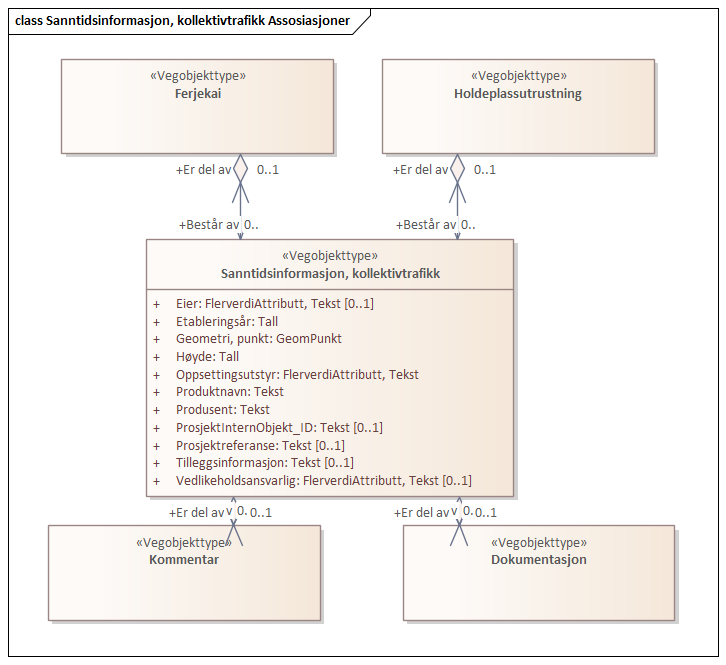 class Sanntidsinformasjon, kollektivtrafikk Assosiasjoner
«Vegobjekttype»
Ferjekai
«Vegobjekttype»
Holdeplassutrustning
+Er del av 0..1
+Er del av 0..1
+Består av 0..
+Består av 0..
«Vegobjekttype»
Sanntidsinformasjon, kollektivtrafikk
+ Eier: FlerverdiAttributt, Tekst [0..1]
+ Etableringsår: Tall
+ Geometri, punkt: GeomPunkt
+ Høyde: Tall
+ Oppsettingsutstyr: FlerverdiAttributt, Tekst
+ Produktnavn: Tekst
+ Produsent: Tekst
+ ProsjektInternObjekt_ID: Tekst [0..1]
+ Prosjektreferanse: Tekst [0..1]
+ Tilleggsinformasjon: Tekst [0..1]
+ Vedlikeholdsansvarlig: FlerverdiAttributt, Tekst [0..1]
+Er del av v 0. 0..1
+Er del av v 0. 0..1
«Vegobjekttype»
Kommentar
«Vegobjekttype»
Dokumentasjon